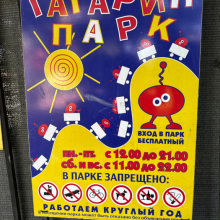 ГАГАРИН
ПАРК
ВХОД В ПАРК
БЕСПЛАТНЫЙ
пн.-пт. с 12.00 до 21.00
сб. и вс. с 11.00 до 22.00
В ПАРКЕ ЗАПРЕЩЕНО:
РАБОТАЕМ КРУГЛЫЙ ГОД